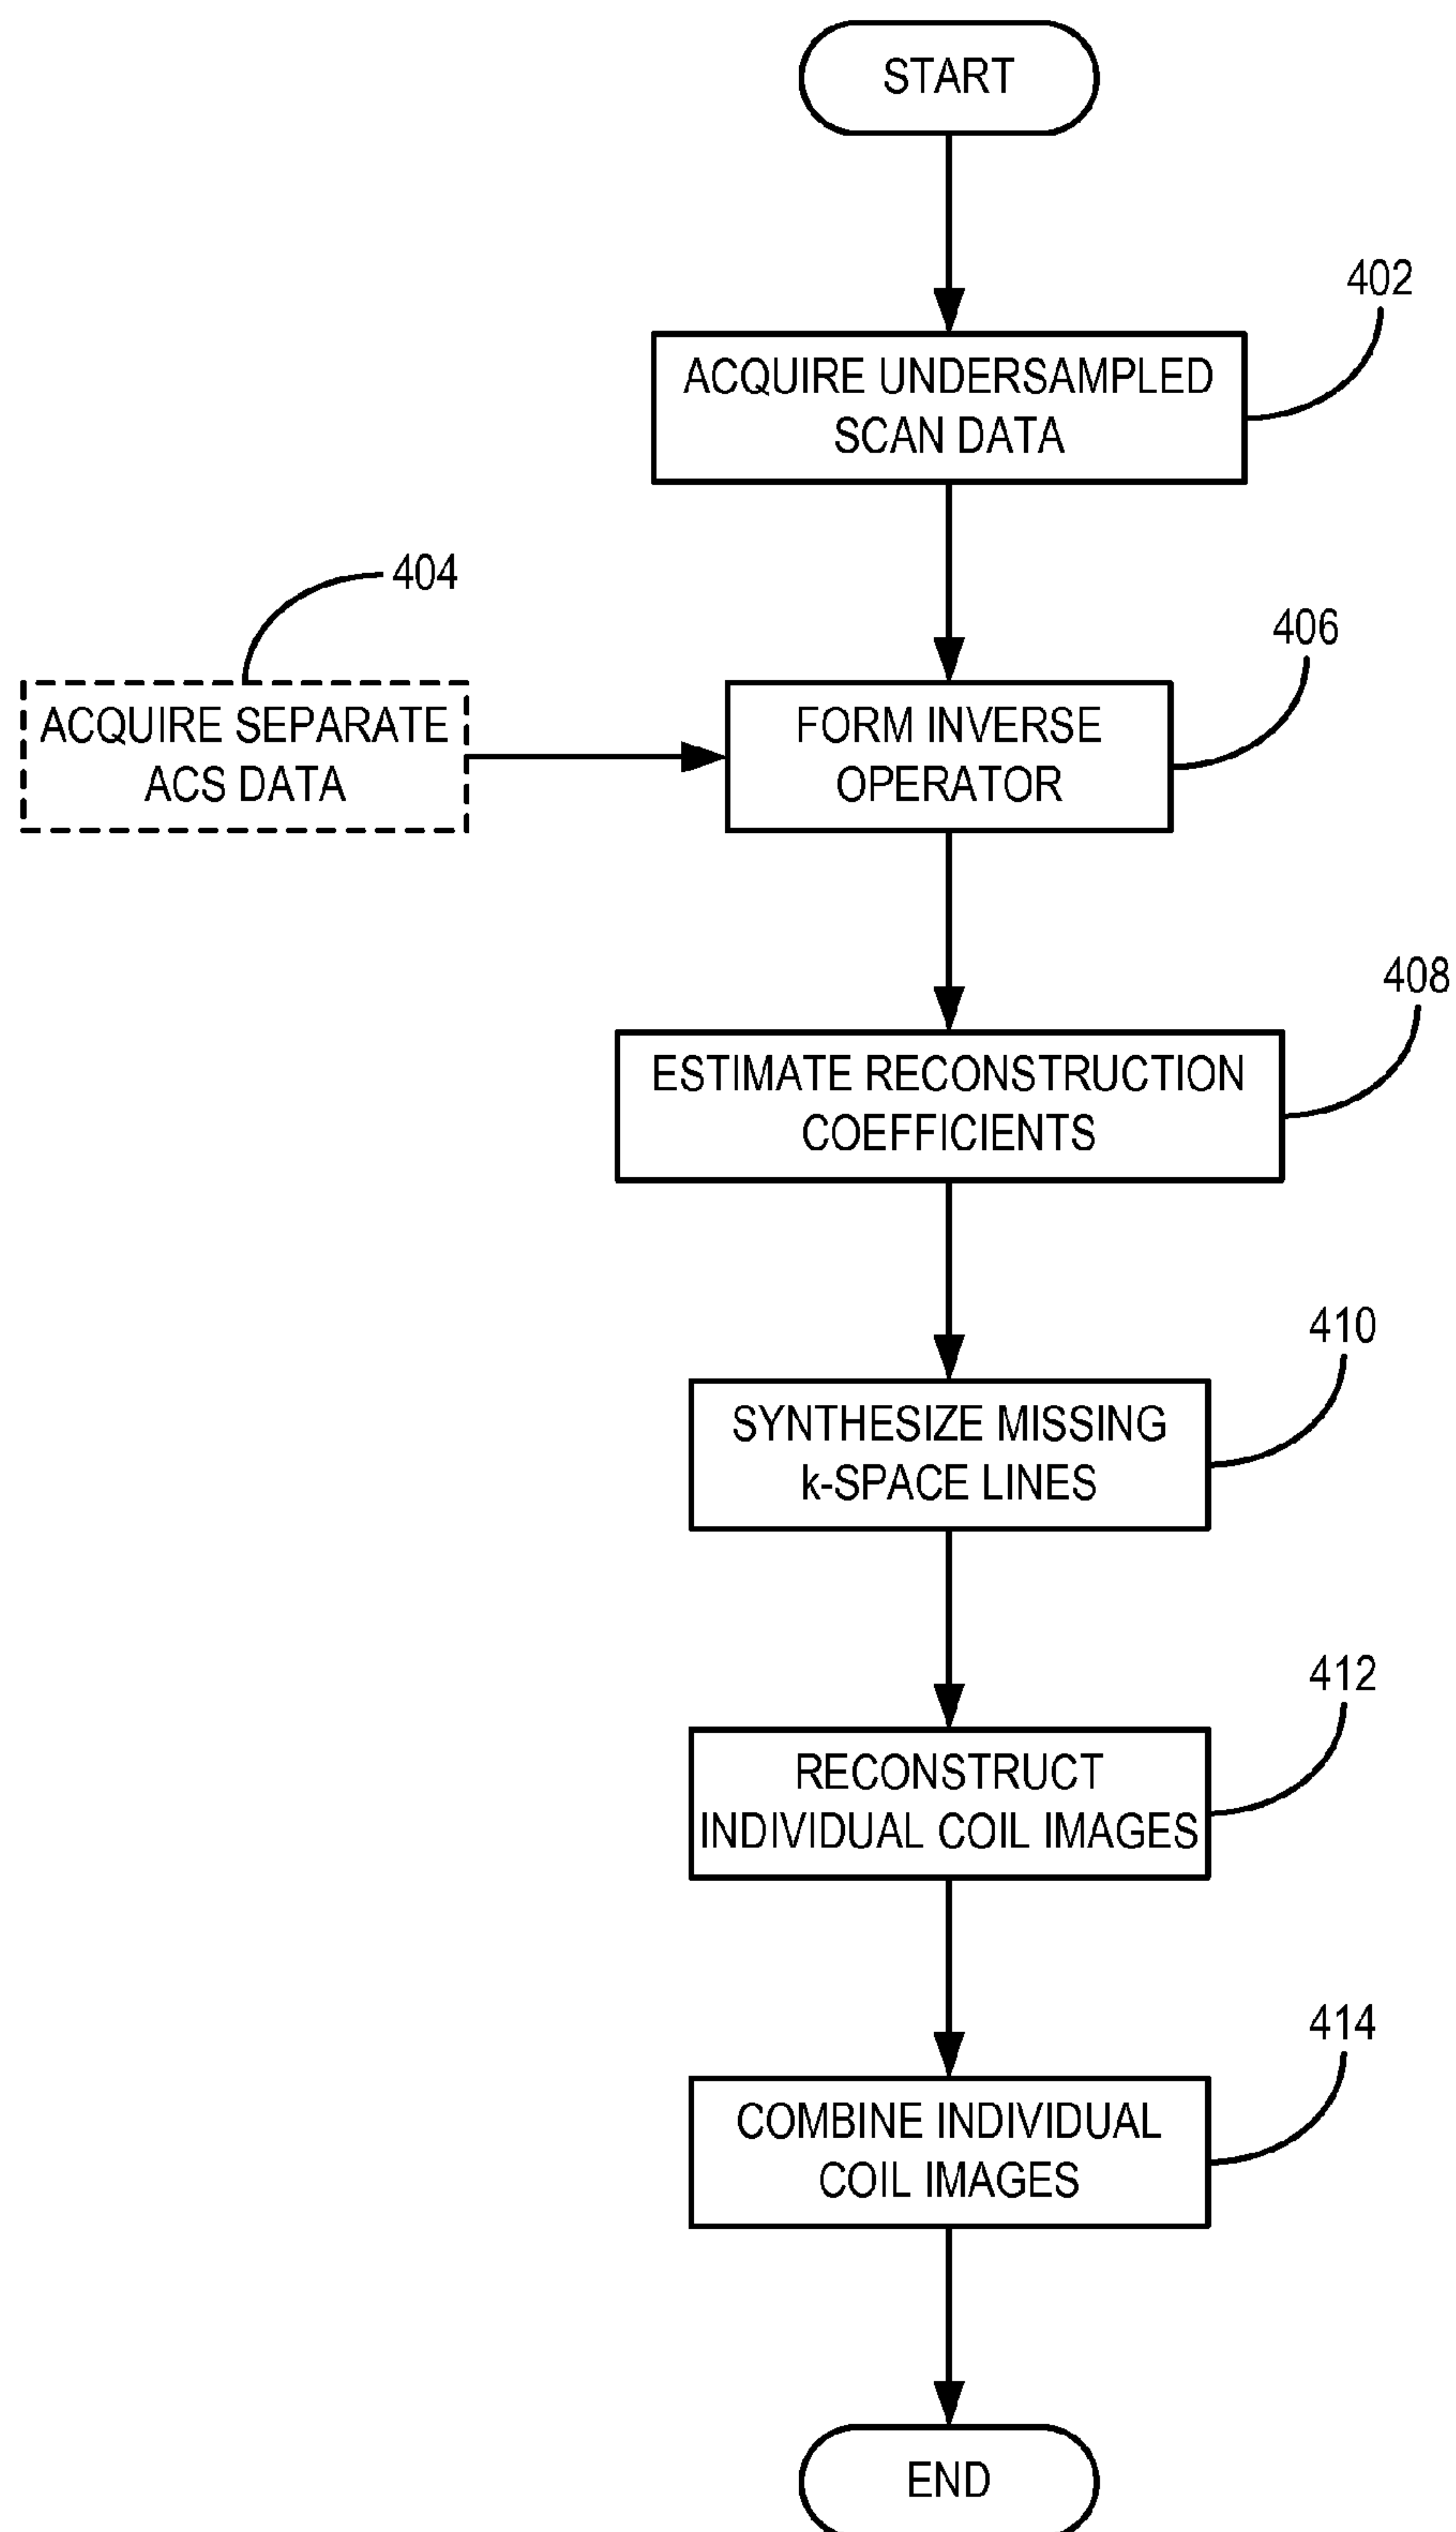 START
402
ACQUIRE UNDERSAMPLED
SCAN DATA
404
ACQUIRE SEPARATE
ACS DATA
406
FORM INVERSE
OPERATOR
408
ESTIMATE RECONSTRUCTION
COEFFICIENTS
410
SYNTHESIZE MISSING
k-SPACE LINES
412
RECONSTRUCT
INDIVIDUAL COIL IMAGES
414
COMBINE INDIVIDUAL
COIL IMAGES
END